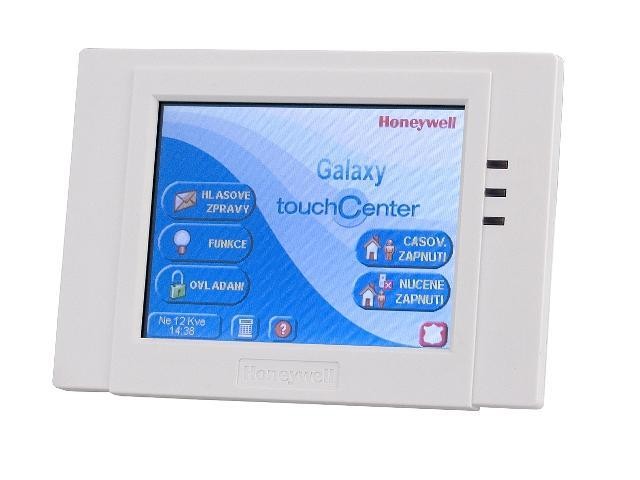 Honeywell
Galaxy
touchCenter
HLASOVE
ZPRAVY
FUNKCE
OVLADANI
CASOV.
ZAPNUTI
NUCENE
ZAPNUTI
Ne 12 Kve
14:38
?
Honeywell